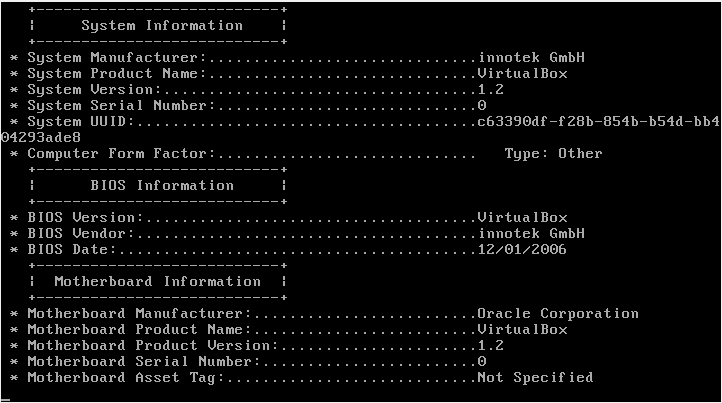 +---------------------------+
¦     System Information    ¦
+---------------------------+
* System Manufacturer:..............................innotek GmbH
* System Product Name:..............................VirtualBox
* System Version:...................................1.2
* System Serial Number:.............................0
* System UUID:......................................c63390df-f28b-854b-b54d-bb4
04293ade8
* Computer Form Factor:.............................   Type: Other
+---------------------------+
¦      BIOS Information     ¦
+---------------------------+
* BIOS Version:.....................................VirtualBox
* BIOS Vendor:......................................innotek GmbH
* BIOS Date:........................................12/01/2006
+---------------------------+
¦  Motherboard Information  ¦
+---------------------------+
* Motherboard Manufacturer:.........................Oracle Corporation
* Motherboard Product Name:.........................VirtualBox
* Motherboard Product Version:......................1.2
* Motherboard Serial Number:........................0
* Motherboard Asset Tag:............................Not Specified